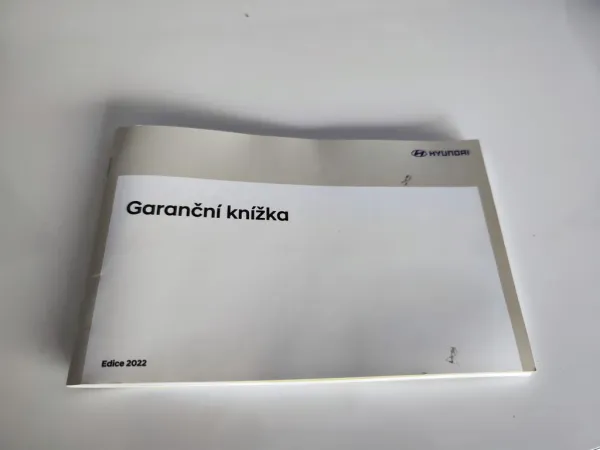 HYUNDAI
Garanční knížka
Edice 2022